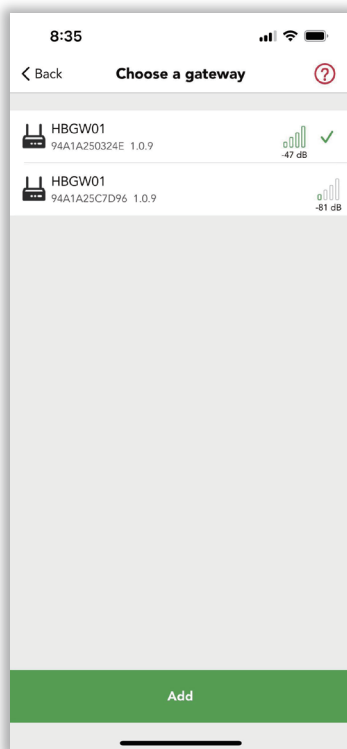 8:35
Back Choose a gateway ?
HBGW01
94A1A250324E 1.0.9
-47 dB
HBGW01
94A1A25C7D96 1.0.9
-81 dB
Add